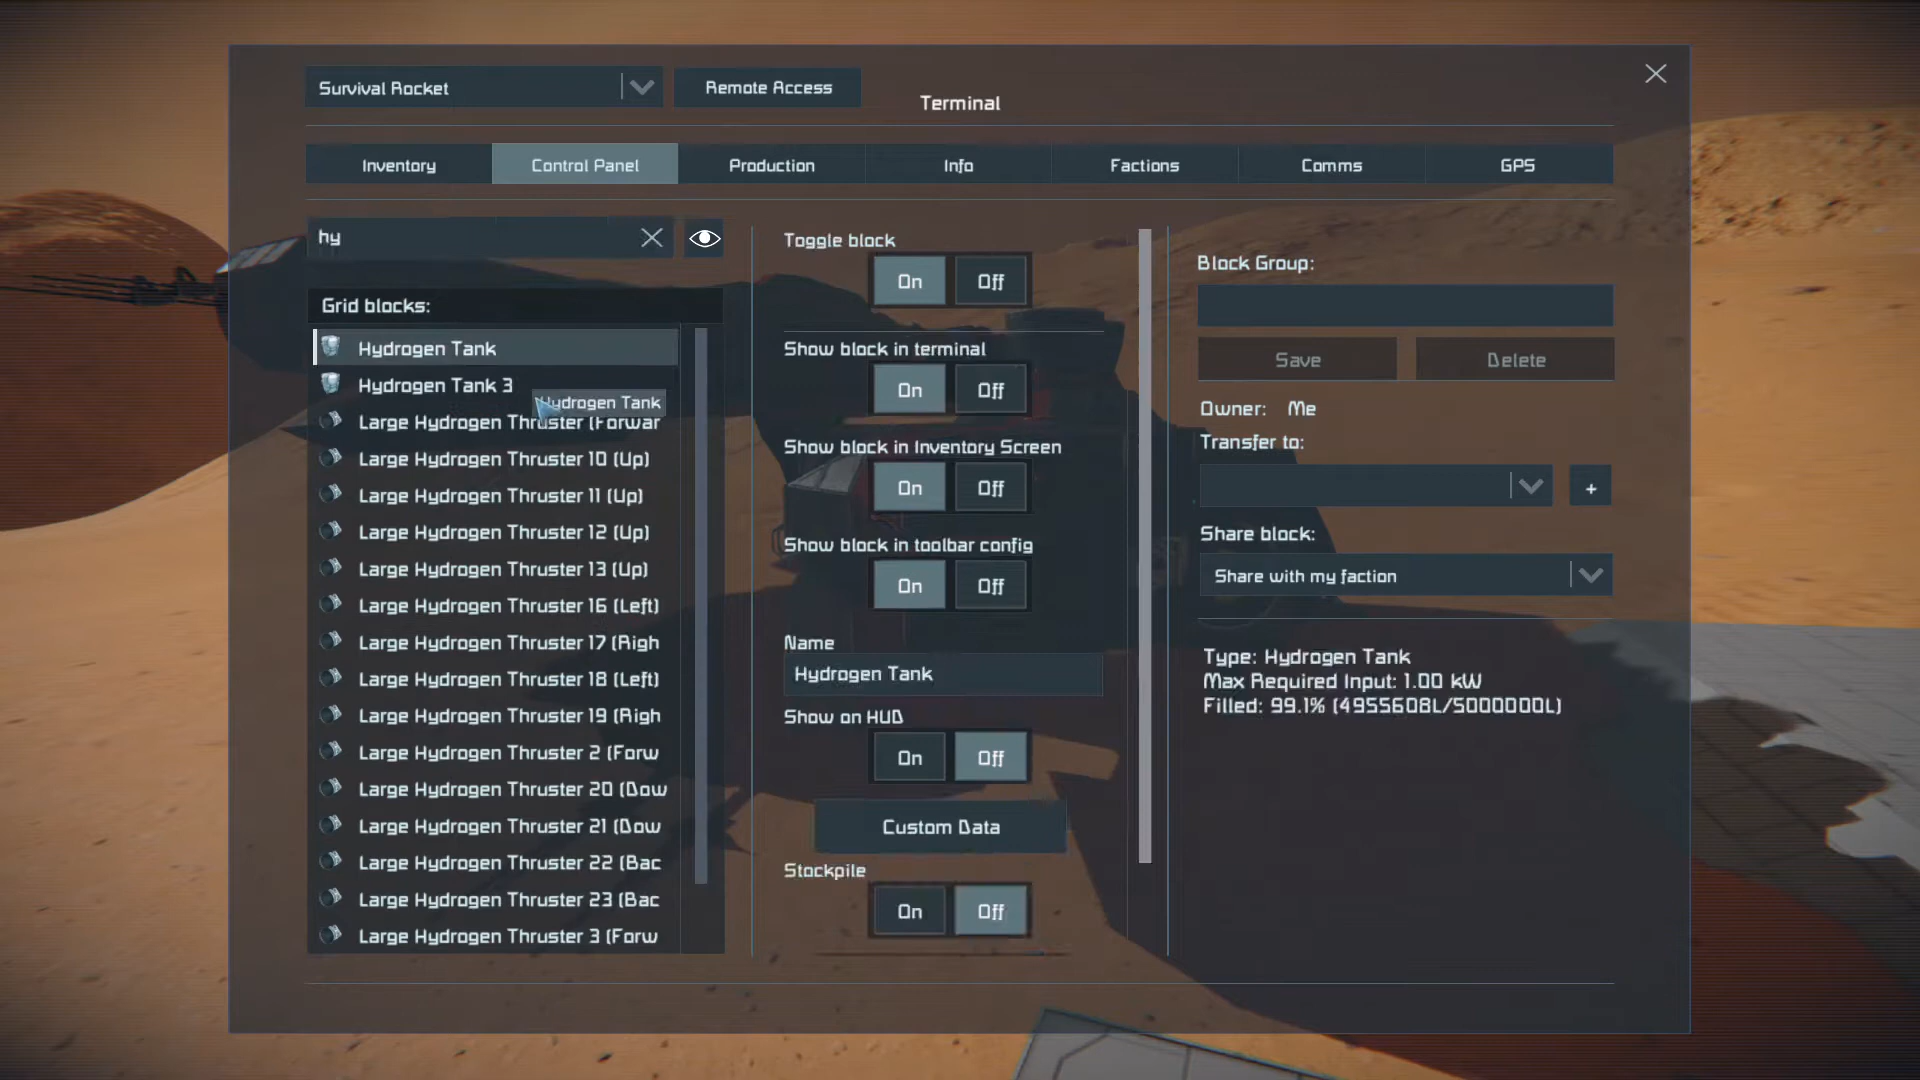 Survival Rocket
Remote Access
Terminal
Inventory
Control Panel
Production
Info
Factions
Comms
GPS
hy
Grid blocks:
Hydrogen Tank
Hydrogen Tank 3
Hydrogen Tank
Large Hydrogen Thruster (Forwar
Large Hydrogen Thruster 10 (Up)
Large Hydrogen Thruster 11 (Up)
Large Hydrogen Thruster 12 (Up)
Large Hydrogen Thruster 13 (Up)
Large Hydrogen Thruster 16 (Left)
Large Hydrogen Thruster 17 (Righ
Large Hydrogen Thruster 18 (Left)
Large Hydrogen Thruster 19 (Righ
Large Hydrogen Thruster 2 (Forw
Large Hydrogen Thruster 20 (Dow
Large Hydrogen Thruster 21 (Dow
Large Hydrogen Thruster 22 (Bac
Large Hydrogen Thruster 23 (Bac
Large Hydrogen Thruster 3 (Forw
Toggle block
On Off
Show block in terminal
On Off
Show block in Inventory Screen
On Off
Show block in toolbar config
On Off
Name
Hydrogen Tank
Show on HUD
On Off
Custom Data
Stockpile
On Off
Block Group:
Save
Delete
Owner: Me
Transfer to:
+
Share block:
Share with my faction
Type: Hydrogen Tank
Max Required Input: 1.00 kW
Filled: 99.1% (4955608L/5000000L)